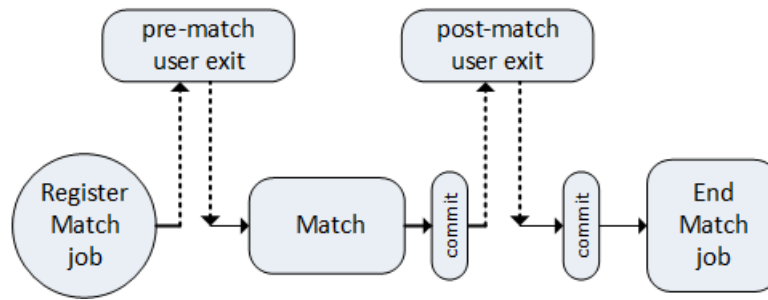 pre-match
user exit
post-match
user exit
Register
Match
job
Match
commit
commit
End
Match
job